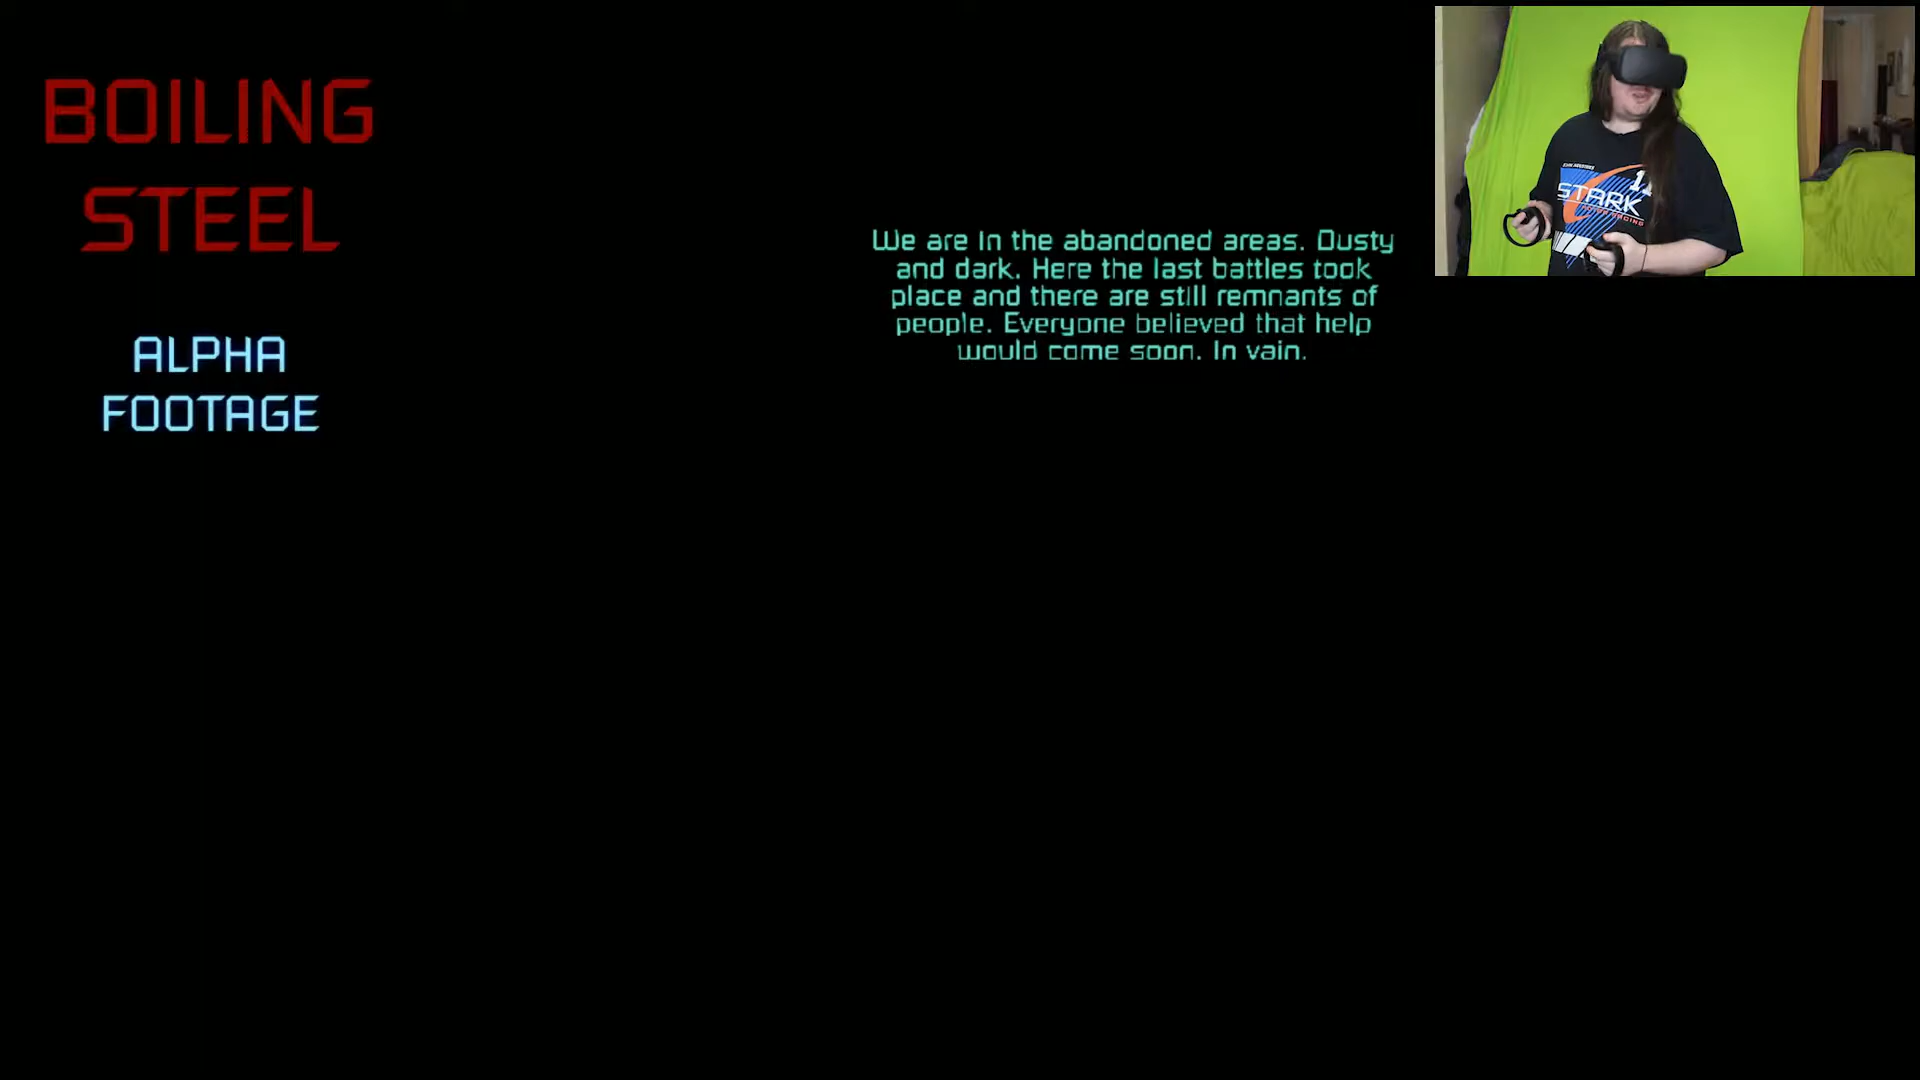 BOILING
STEEL
ALPHA
FOOTAGE
We are in the abandoned areas. Dusty
and dark. Here the last battles took
place and there are still remnants of
people. Everyone believed that help
would come soon. In vain.
STARK